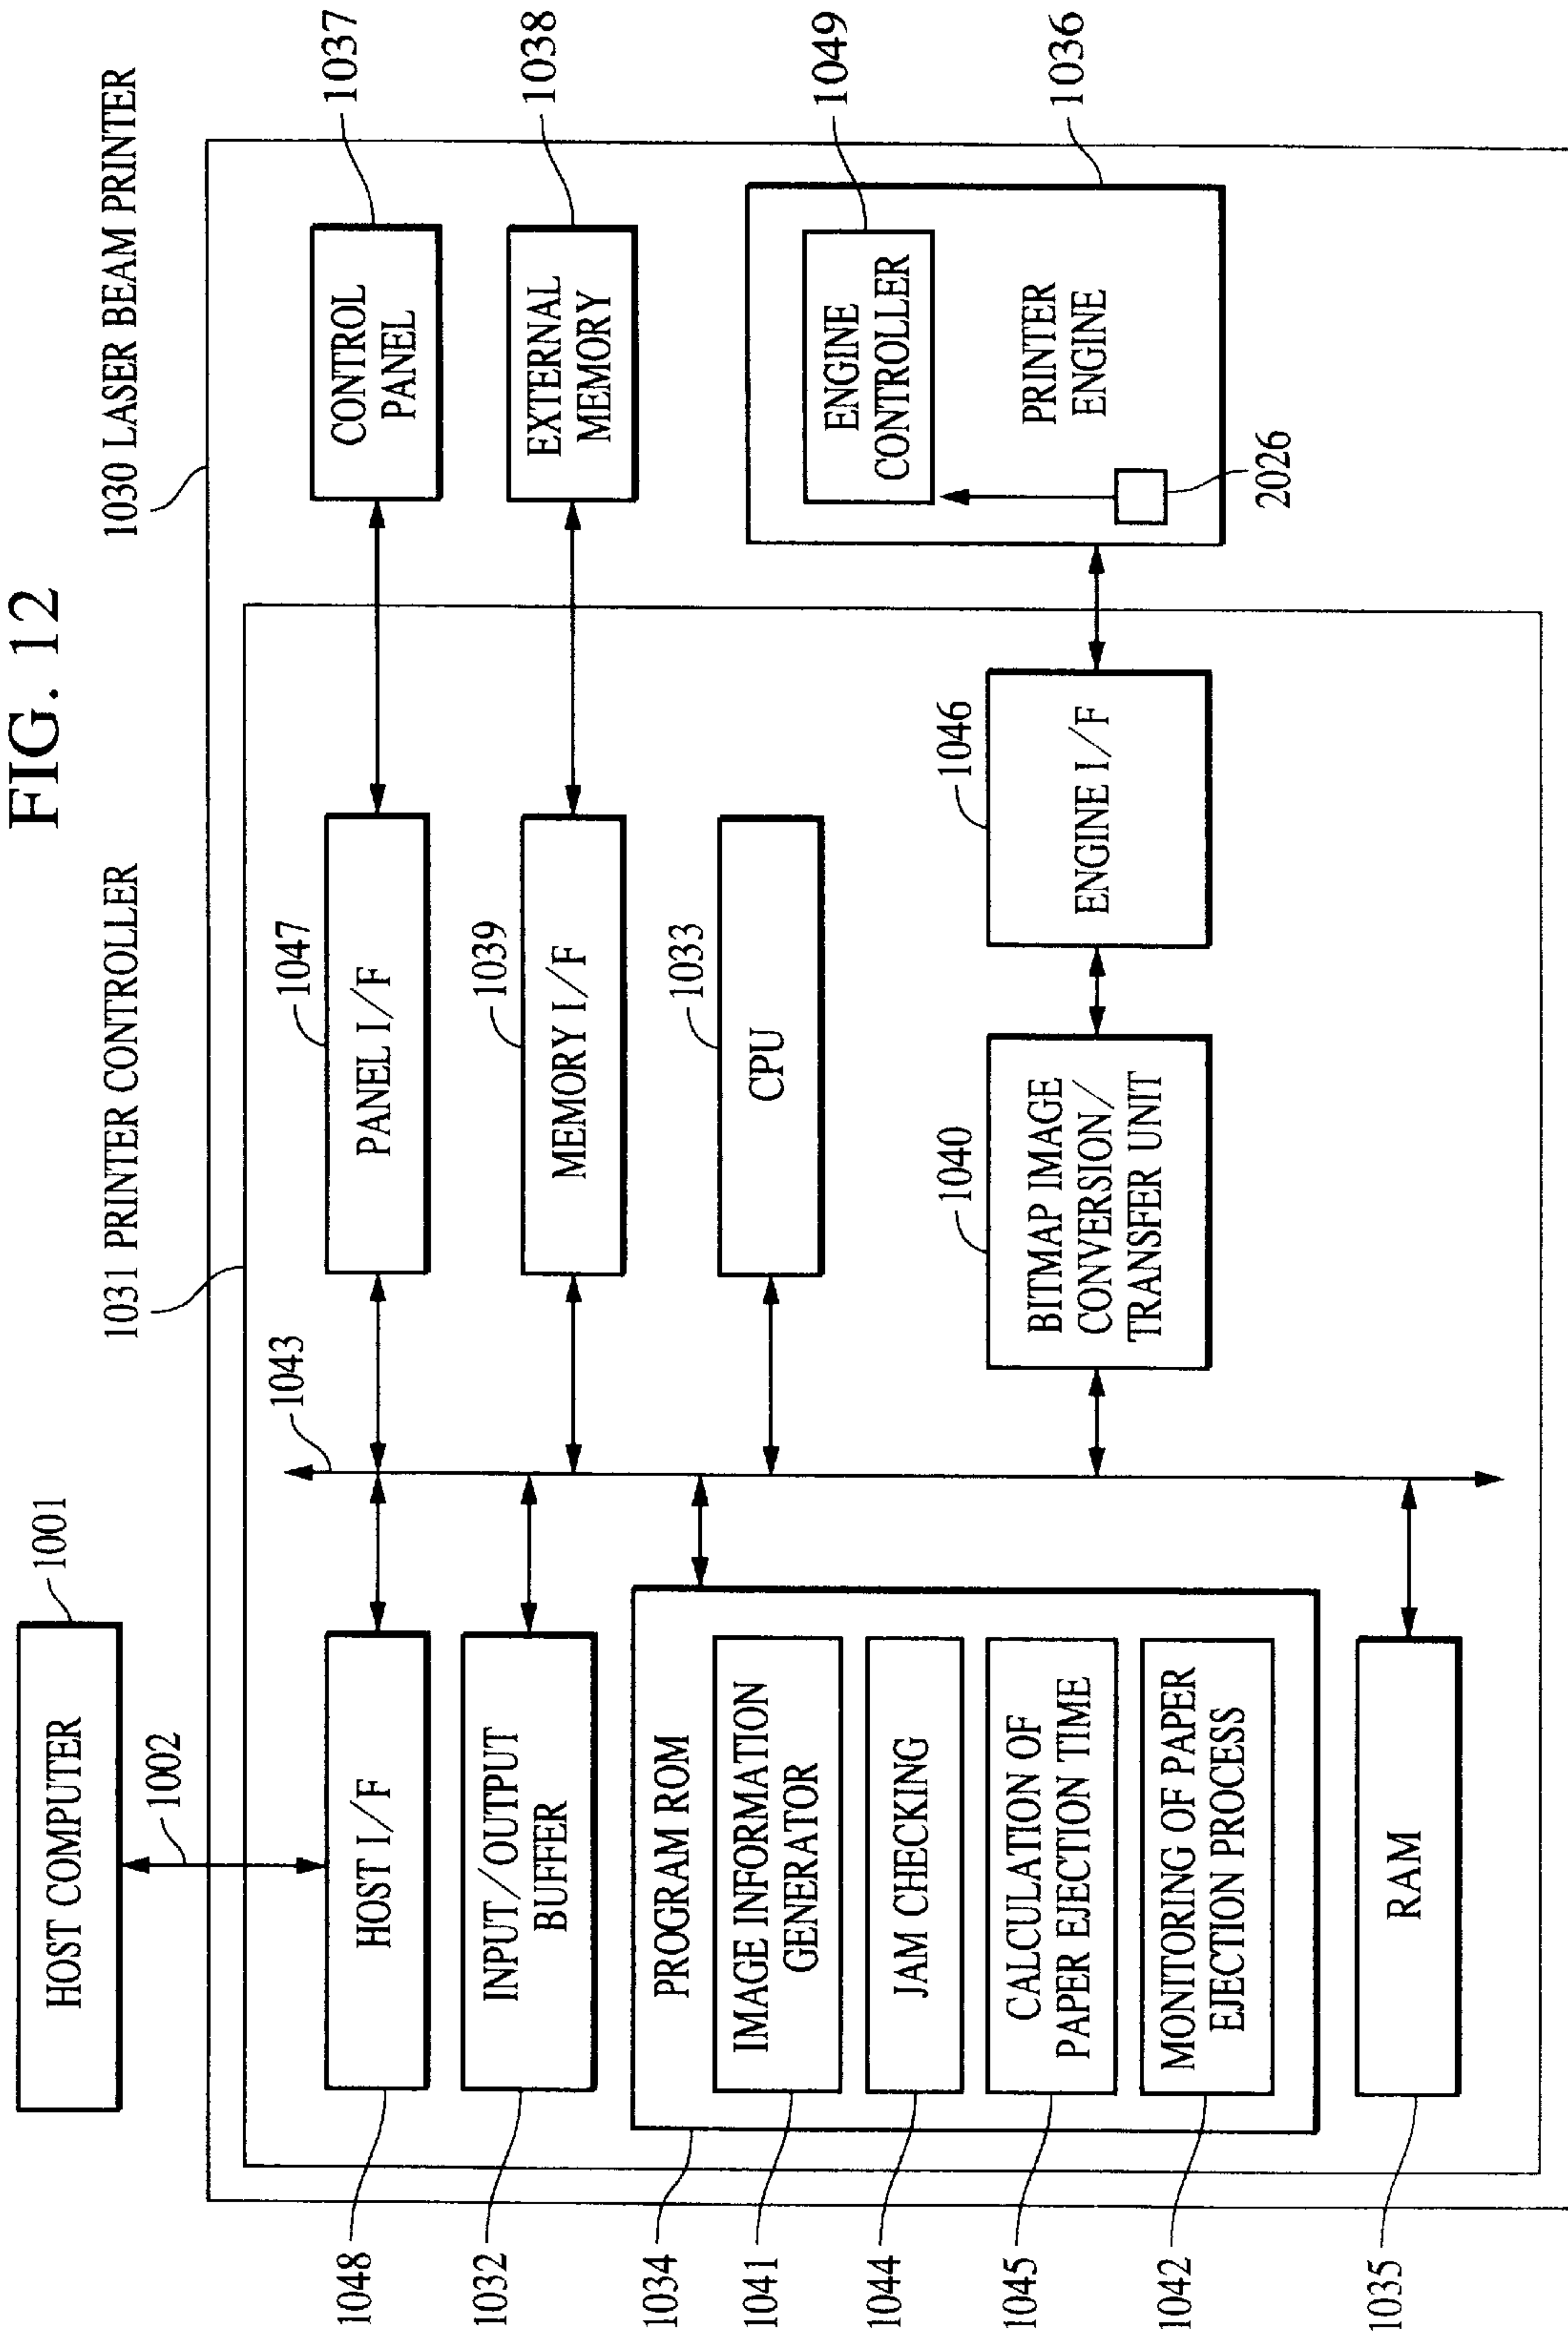 FIG. 12
1001
HOST COMPUTER
1002
1031 PRINTER CONTROLLER
1030 LASER BEAM PRINTER
1043
1048
HOST I/F
1047
PANEL I/F
CONTROL
PANEL
1037
1032
INPUT/OUTPUT
BUFFER
1039
MEMORY I/F
EXTERNAL
MEMORY
1038
1034
PROGRAM ROM
1033
CPU
1041
IMAGE INFORMATION
GENERATOR
1044
JAM CHECKING
1045
CALCULATION OF
PAPER EJECTION TIME
1042
MONITORING OF PAPER
EJECTION PROCESS
1040
BITMAP IMAGE
CONVERSION/
TRANSFER UNIT
1046
ENGINE I/F
ENGINE
CONTROLLER
1049
PRINTER
ENGINE
1036
2026
1035
RAM